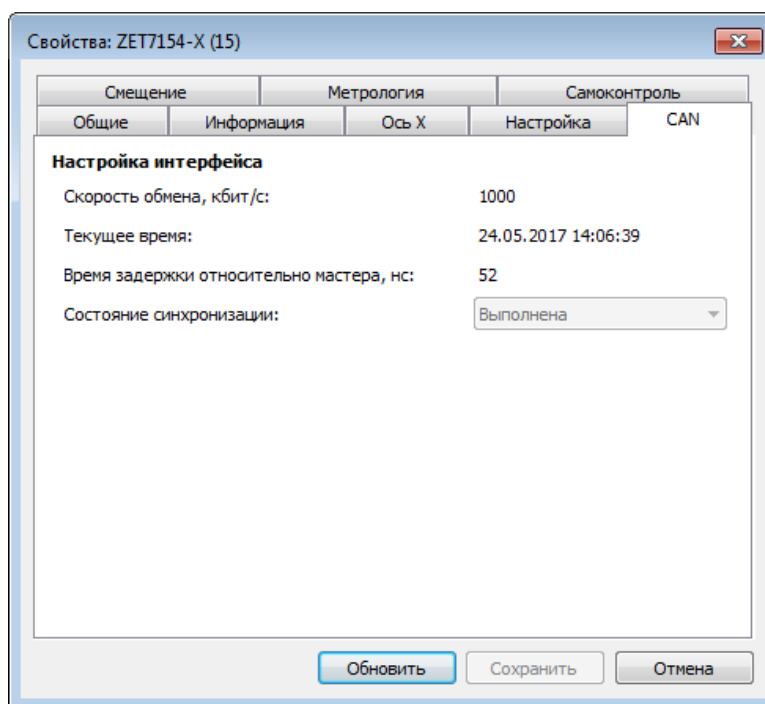 Свойства: ZET7154-X (15)
Смещение Метрология Самоконтроль
Общие Информация Ось X Настройка CAN
Настройка интерфейса
Скорость обмена, кбит/с: 1000
Текущее время: 24.05.2017 14:06:39
Время задержки относительно мастера, нс: 52
Состояние синхронизации: Выполнена
Обновить Сохранить Отмена